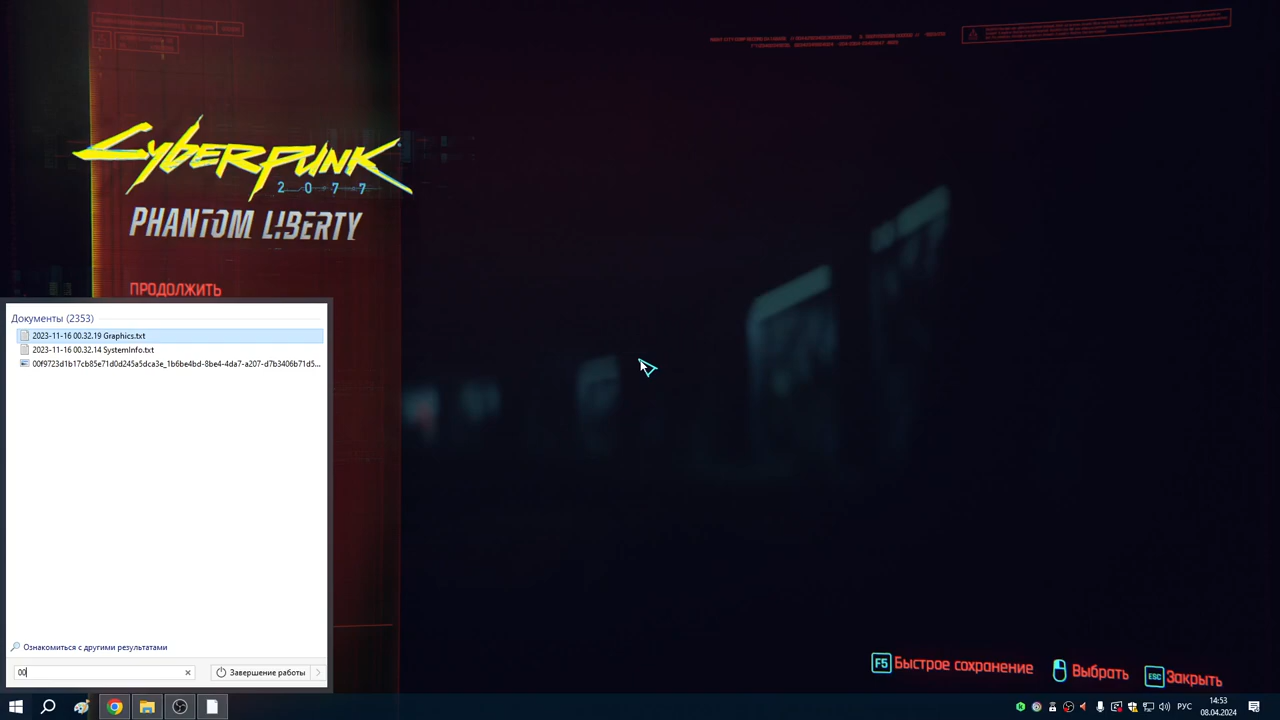 CYBERPUNK
2077
PHANTOM LIBERTY
ПРОДОЛЖИТЬ
Документы (2353)
2023-11-16 00.32.19 Graphics.txt
2023-11-16 00.32.14 SystemInfo.txt
00f9723d1b17cb85e71d0d245a5dca3e_1b6be4bd-8be4-4da7-a207-d7b3406b71d5...
Ознакомиться с другими результатами
00
Завершение работы
F5 Быстрое сохранение
Выбрать
ESC Закрыть
РУС
14:53
08.04.2024